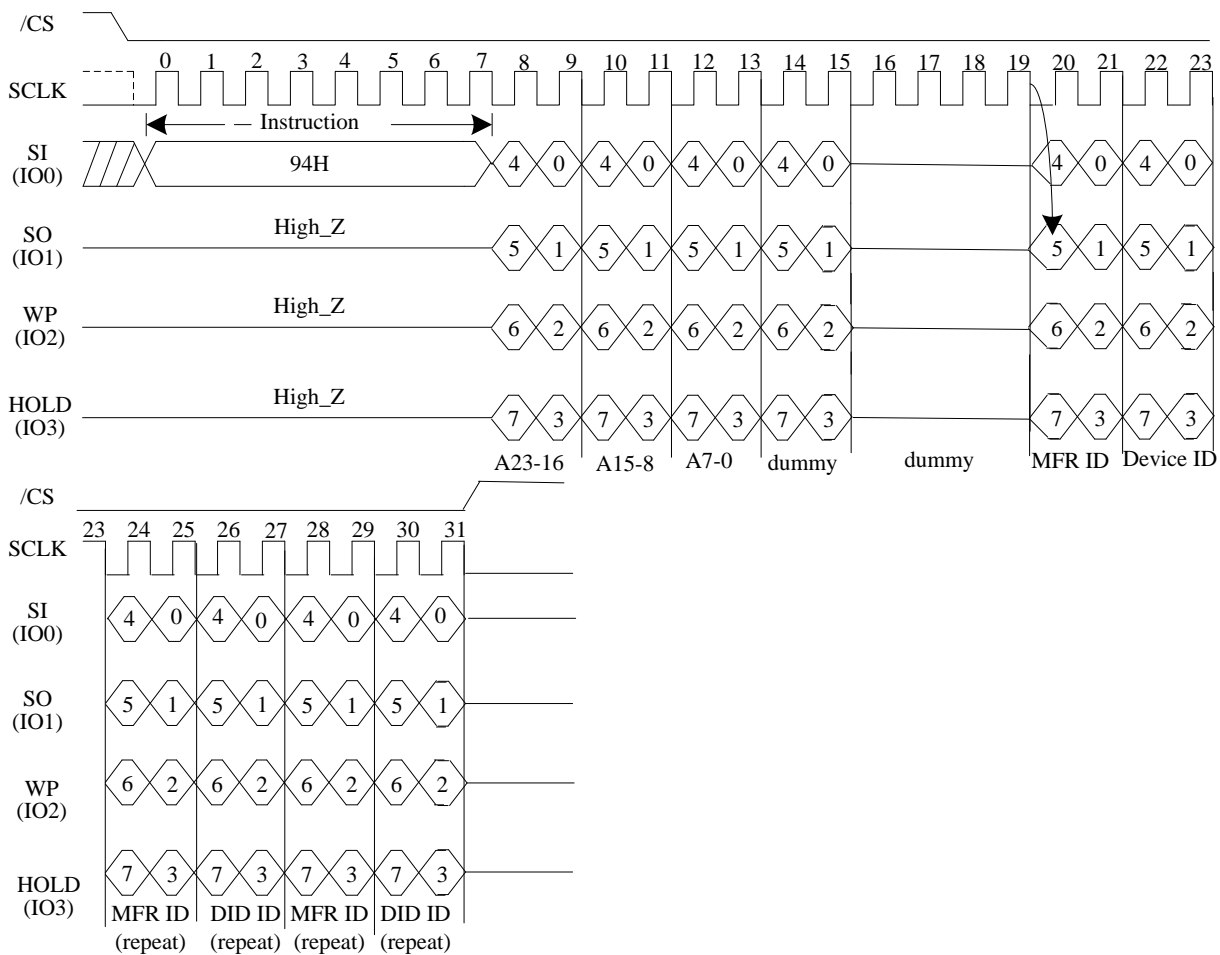 /CS
0 1 2 3 4 5 6 7 8 9 10 11 12 13 14 15 16 17 18 19 20 21 22 23
SCLK
Instruction
SI
(IO0)
94H
4 0 4 0 4 0 4 0 4 0 4 0
SO
(IO1)
High_Z
5 1 5 1 5 1 5 1 5 1 5 1
WP
(IO2)
High_Z
6 2 6 2 6 2 6 2 6 2 6 2
HOLD
(IO3)
High_Z
7 3 7 3 7 3 7 3 7 3 7 3
A23-16 A15-8 A7-0 dummy dummy MFR ID Device ID
/CS
23 24 25 26 27 28 29 30 31
SCLK
SI
(IO0)
4 0 4 0 4 0 4 0
SO
(IO1)
5 1 5 1 5 1 5 1
WP
(IO2)
6 2 6 2 6 2 6 2
HOLD
(IO3)
7 3 7 3 7 3 7 3
MFR ID DID ID MFR ID DID ID
(repeat) (repeat) (repeat) (repeat)